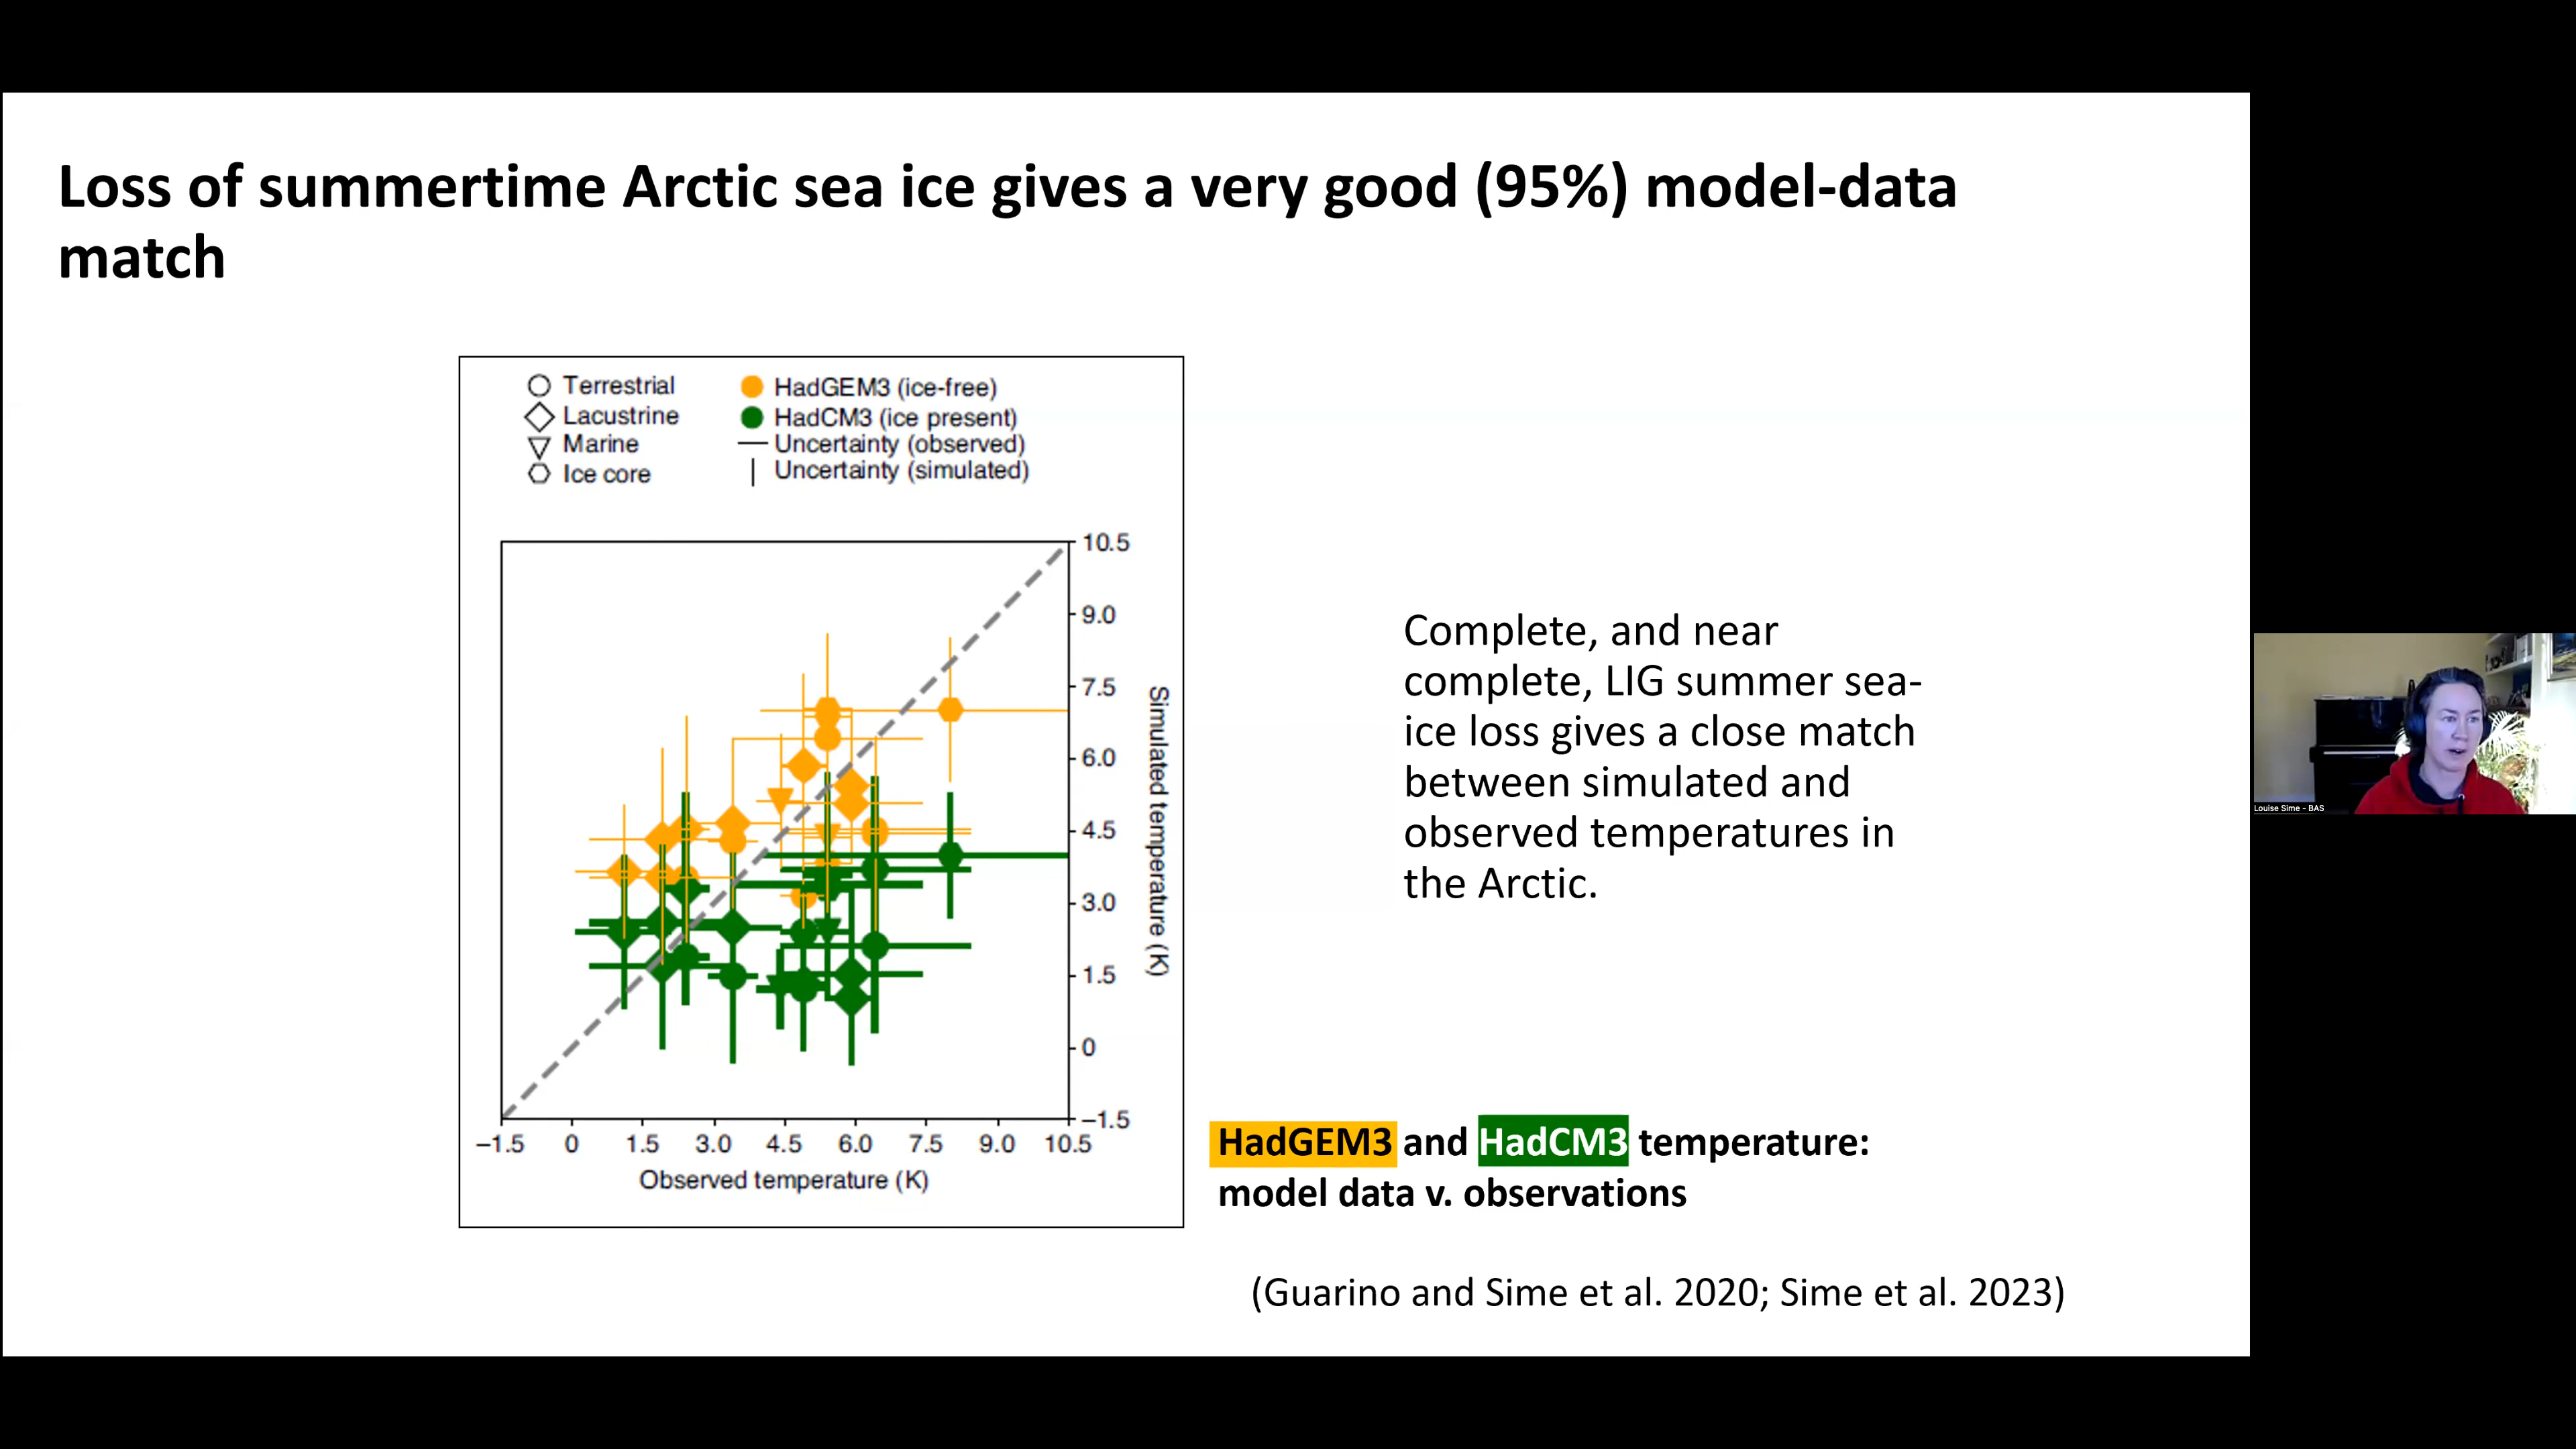 Loss of summertime Arctic sea ice gives a very good (95%) model-data
match
Terrestrial
Lacustrine
Marine
Ice core
HadGEM3 (ice-free)
HadCM3 (ice present)
Uncertainty (observed)
Uncertainty (simulated)
10.5
9.0
7.5
6.0
4.5
3.0
1.5
0
−1.5
Simulated temperature (K)
−1.5 0 1.5 3.0 4.5 6.0 7.5 9.0 10.5
Observed temperature (K)
Complete, and near
complete, LIG summer sea-
ice loss gives a close match
between simulated and
observed temperatures in
the Arctic.
HadGEM3 and HadCM3 temperature:
model data v. observations
(Guarino and Sime et al. 2020; Sime et al. 2023)
Louise Sime - BAS